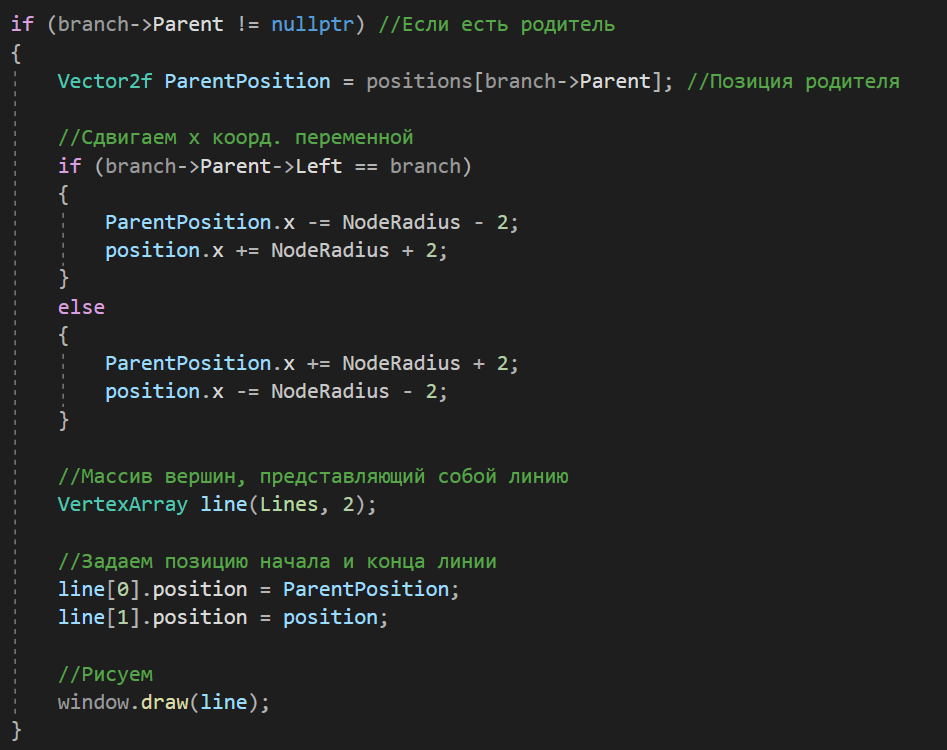 if (branch->Parent != nullptr) //Если есть родитель
{
Vector2f ParentPosition = positions[branch->Parent]; //Позиция родителя
//Сдвигаем x коорд. переменной
if (branch->Parent->Left == branch)
{
ParentPosition.x -= NodeRadius - 2;
position.x += NodeRadius + 2;
}
else
{
ParentPosition.x += NodeRadius + 2;
position.x -= NodeRadius - 2;
}
//Массив вершин, представляющий собой линию
VertexArray line(Lines, 2);
//Задаем позицию начала и конца линии
line[0].position = ParentPosition;
line[1].position = position;
//Рисуем
window.draw(line);
}